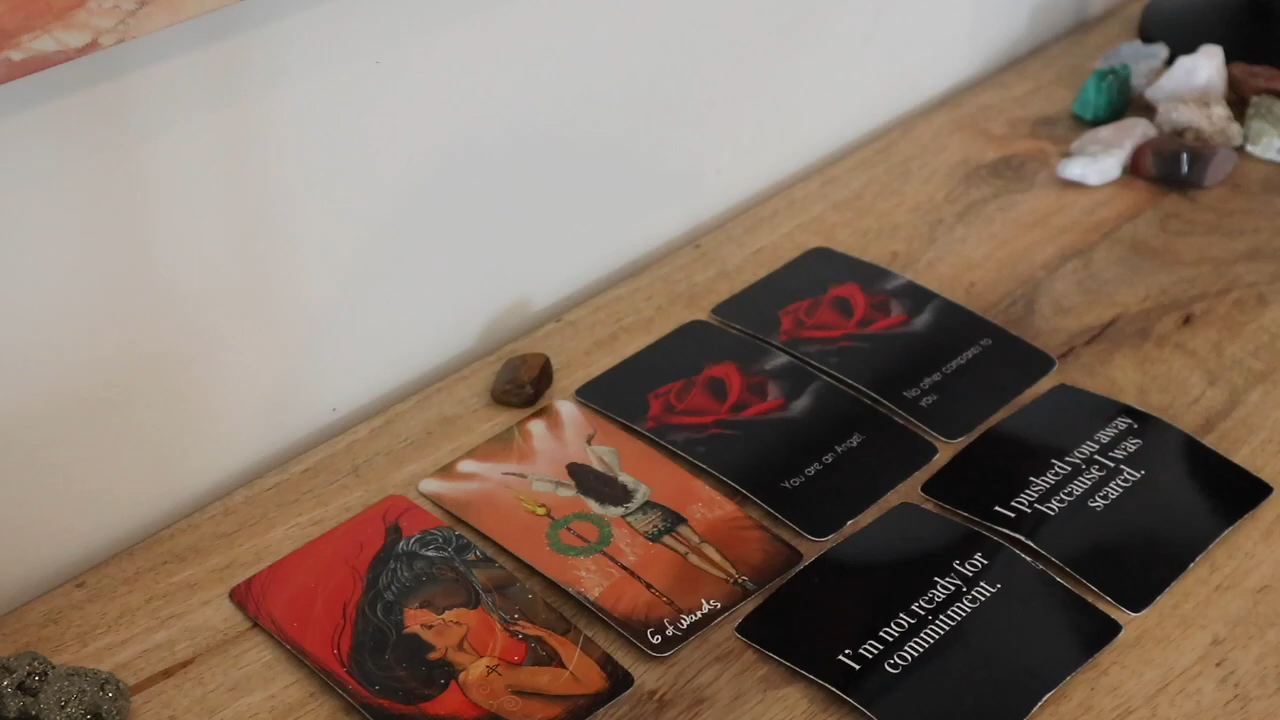 No other compares to
you.
You are an Angel.
I pushed you away
because I was
scared.
6 of Wands
I'm not ready for
commitment.